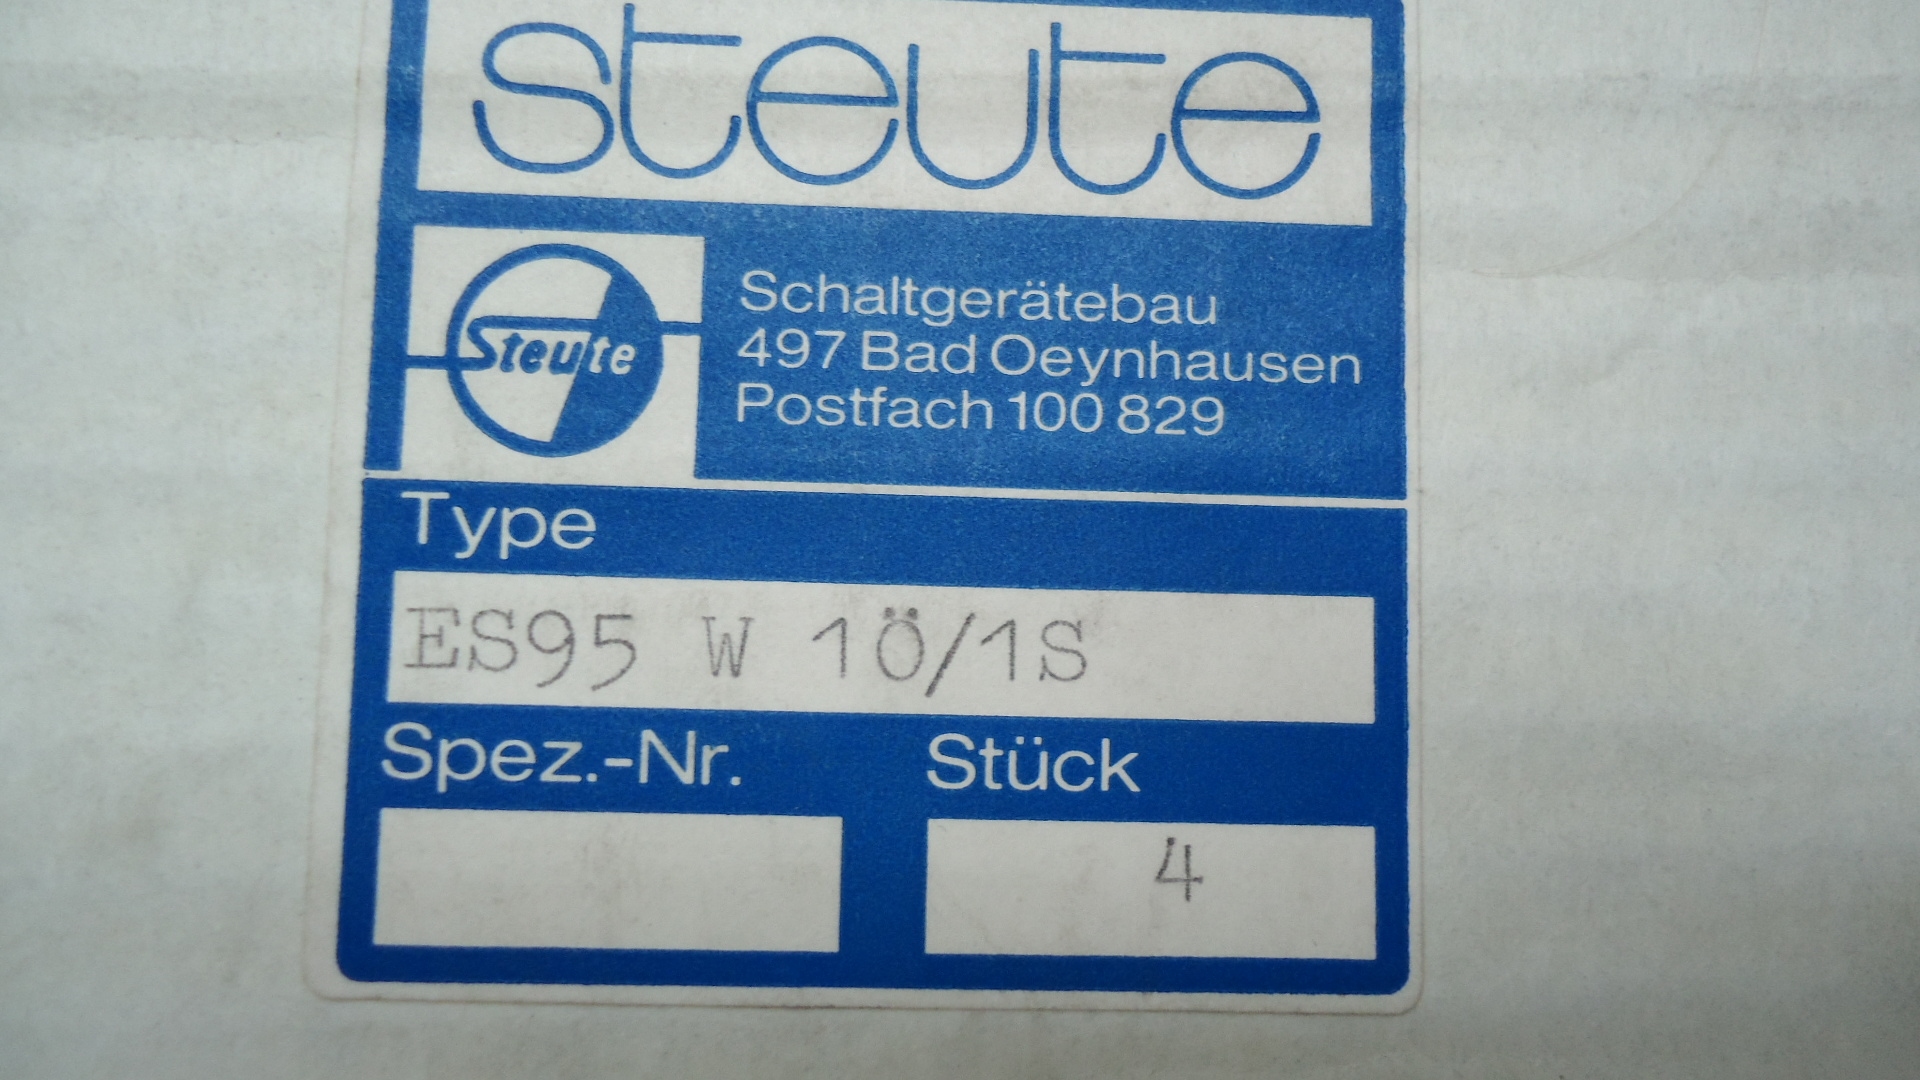 steute
Steute
Schaltgerätebau
497 Bad Oeynhausen
Postfach 100 829
Type
ES95 W 1Ö/1S
Spez.-Nr.
Stück
4